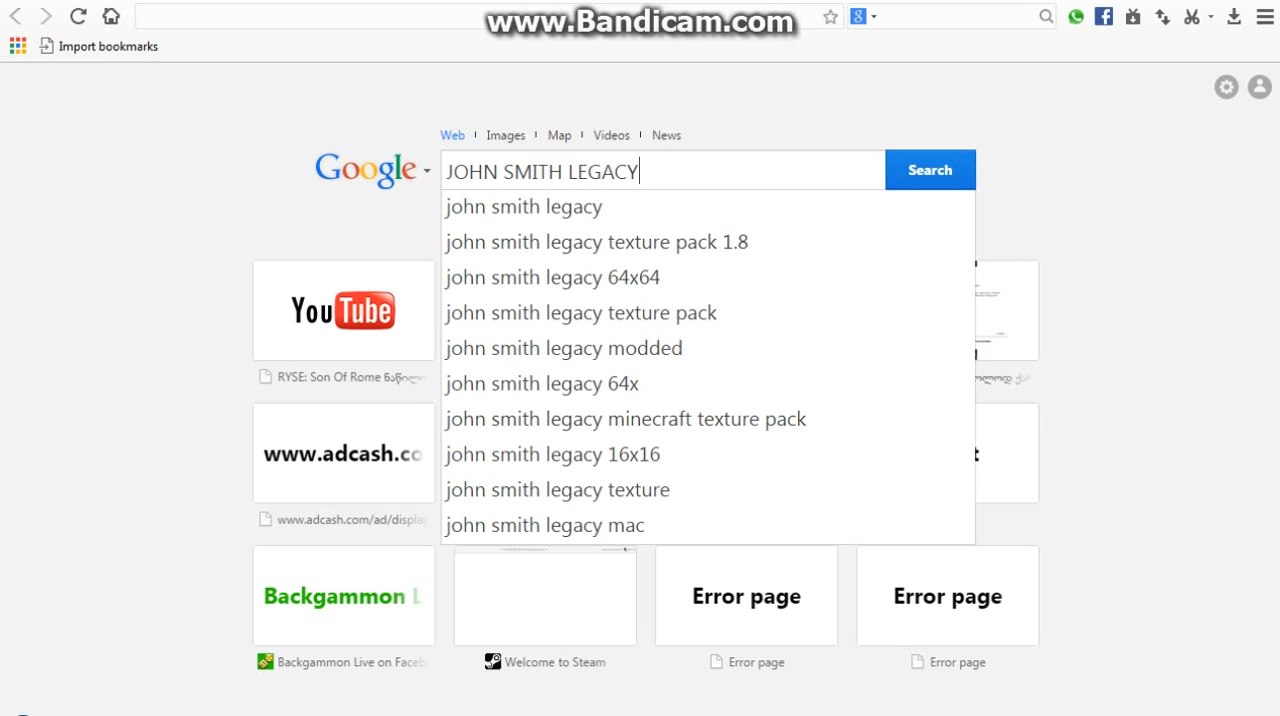 www.Bandicam.com
Import bookmarks
Web Images Map Videos News
Google
JOHN SMITH LEGACY
Search
john smith legacy
john smith legacy texture pack 1.8
john smith legacy 64x64
john smith legacy texture pack
john smith legacy modded
john smith legacy 64x
john smith legacy minecraft texture pack
john smith legacy 16x16
john smith legacy texture
john smith legacy mac
YouTube
RYSE: Son Of Rome
www.adcash.co
www.adcash.com/ad/display
Backgammon L
Error page
Error page
Backgammon Live on Faceb
Welcome to Steam
Error page
Error page